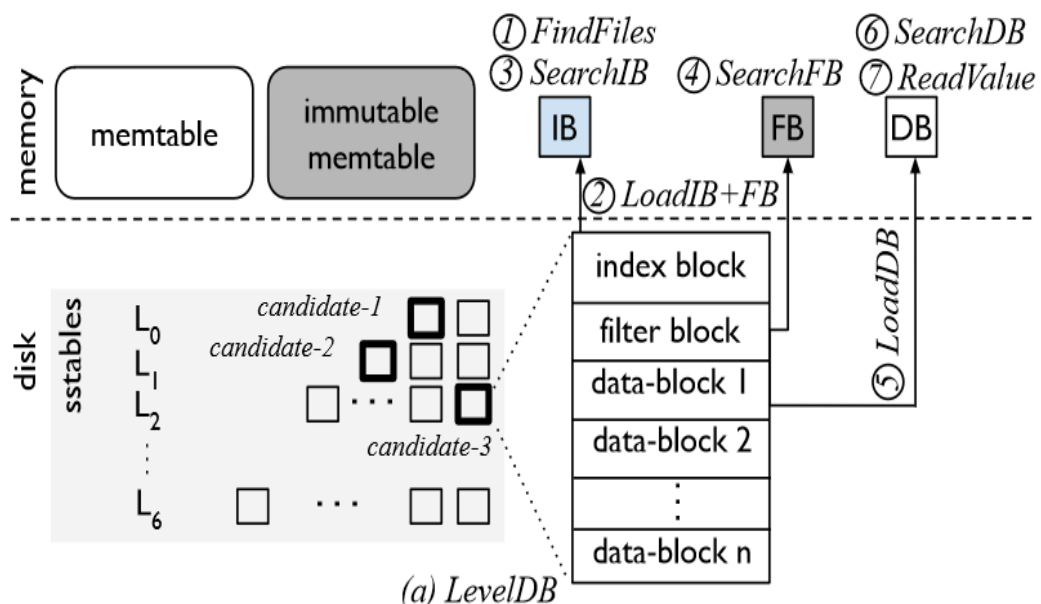 ① FindFiles
③ SearchIB
④ SearchFB
⑥ SearchDB
⑦ ReadValue
memory
memtable
immutable
memtable
IB
FB
DB
② LoadIB+FB
disk
sstables
L0
L1
L2
L6
candidate-1
candidate-2
candidate-3
index block
filter block
data-block 1
data-block 2
data-block n
⑤ LoadDB
(a) LevelDB